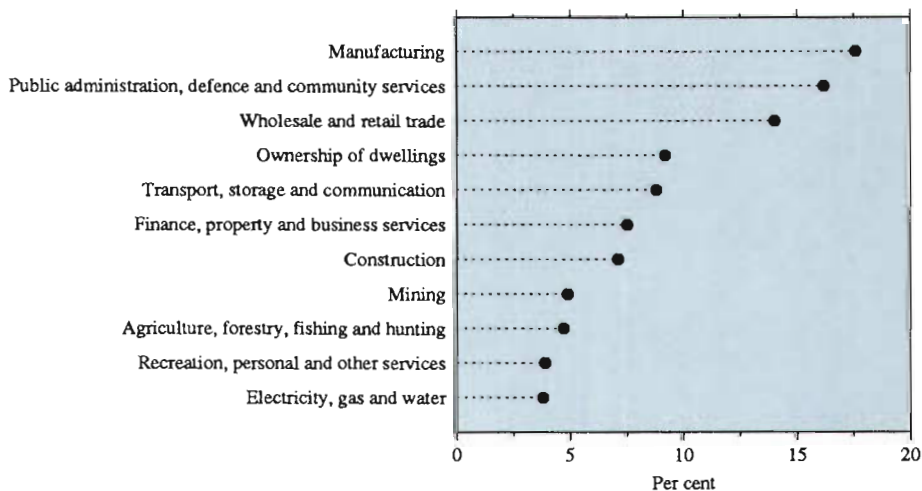 Manufacturing
Public administration, defence and community services
Wholesale and retail trade
Ownership of dwellings
Transport, storage and communication
Finance, property and business services
Construction
Mining
Agriculture, forestry, fishing and hunting
Recreation, personal and other services
Electricity, gas and water
0 5 10 15 20
Per cent